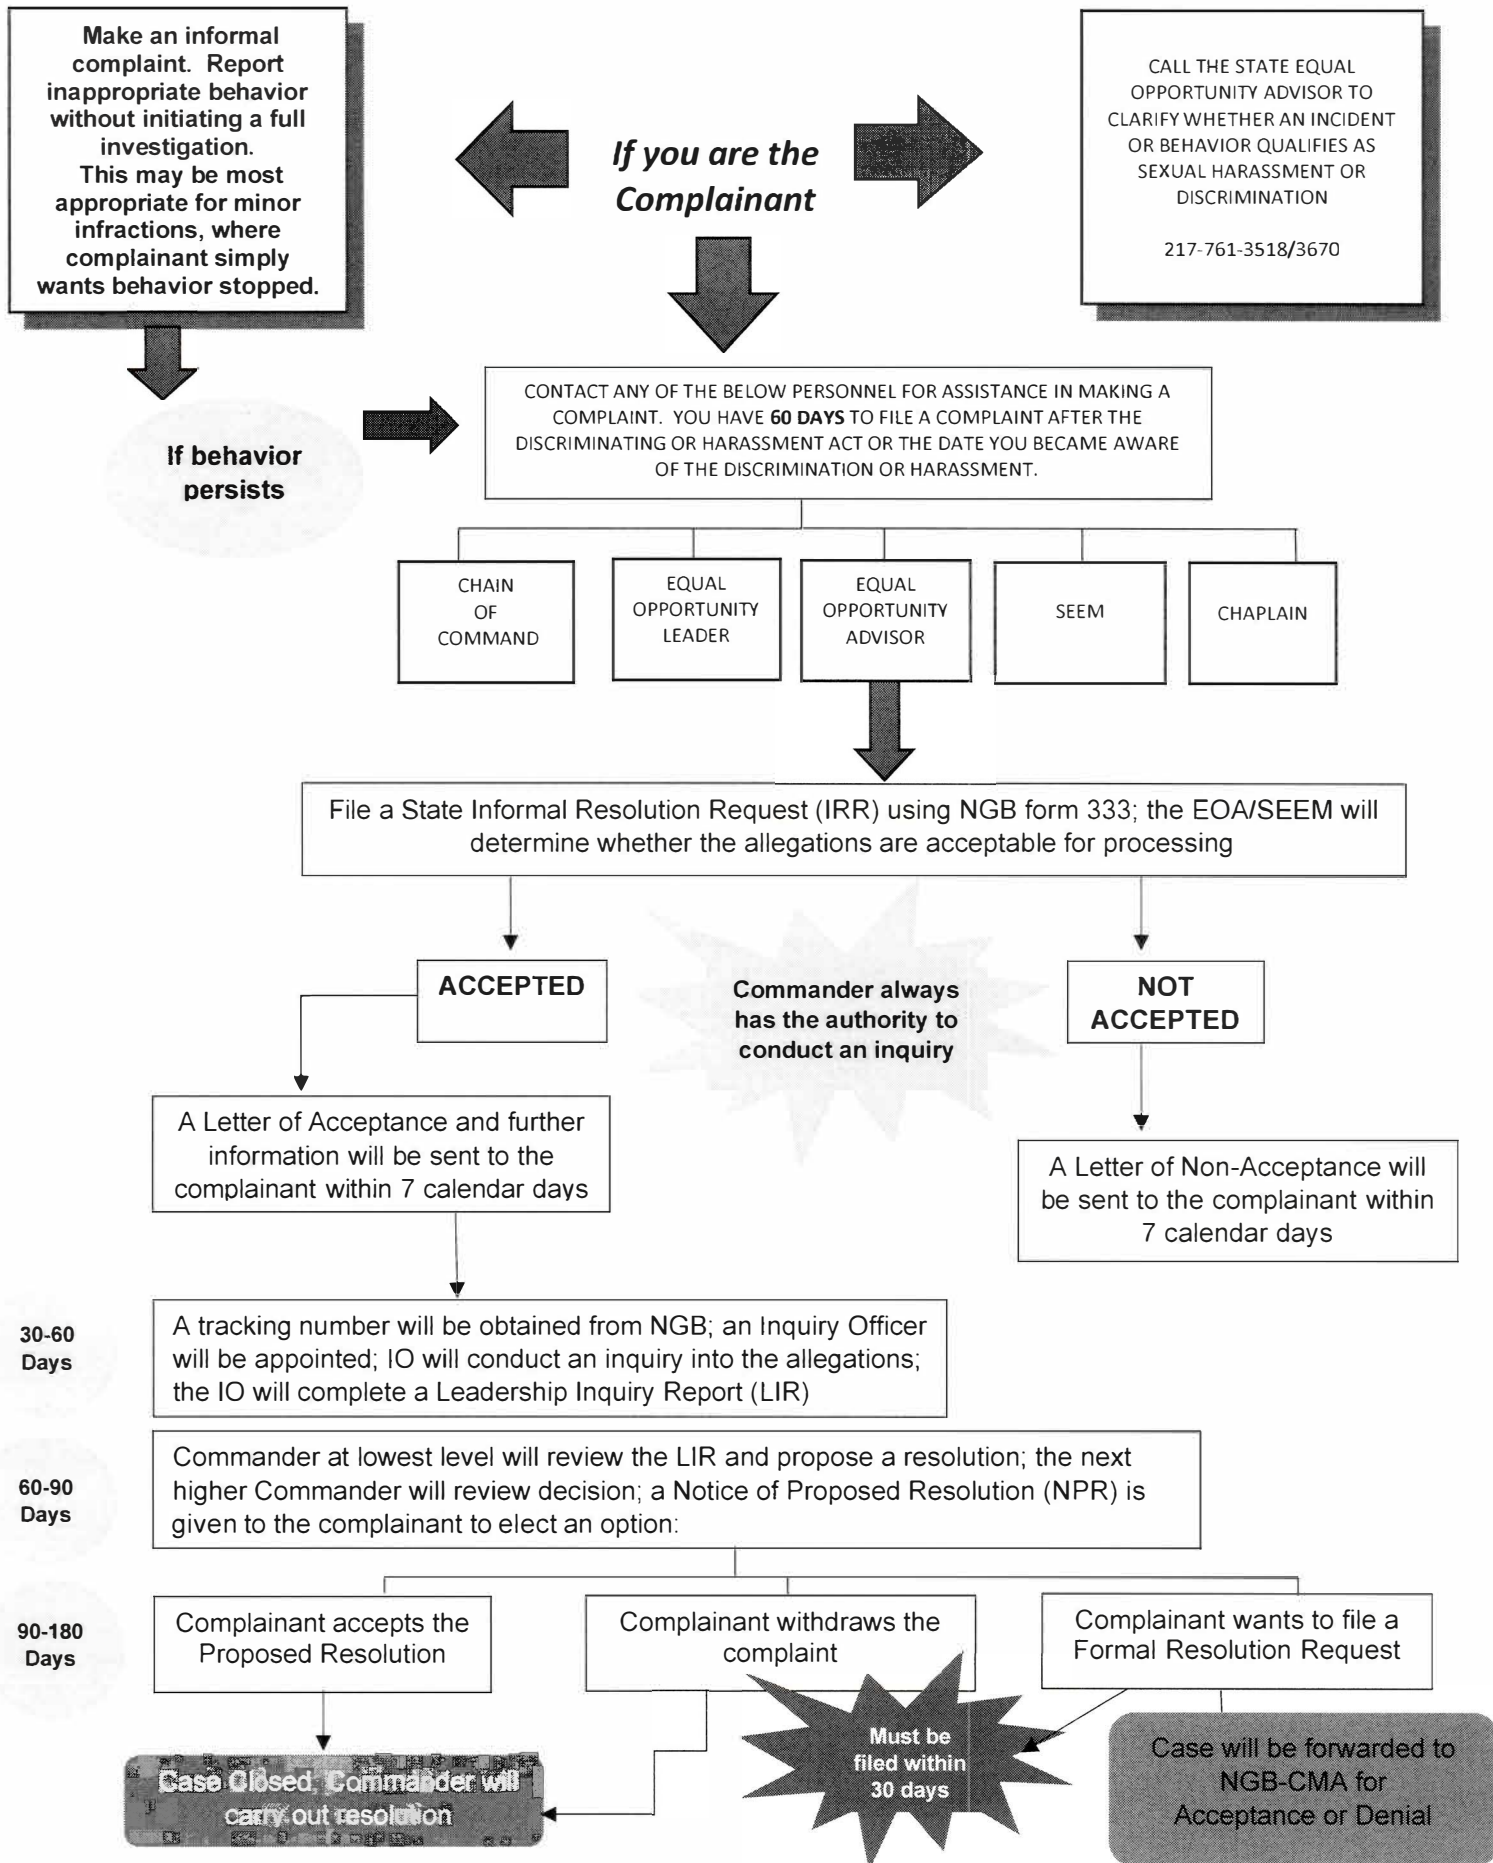 Make an informal
complaint. Report
inappropriate behavior
without initiating a full
investigation.
This may be most
appropriate for minor
infractions, where
complainant simply
wants behavior stopped.
If you are the
Complainant
CALL THE STATE EQUAL
OPPORTUNITY ADVISOR TO
CLARIFY WHETHER AN INCIDENT
OR BEHAVIOR QUALIFIES AS
SEXUAL HARASSMENT OR
DISCRIMINATION
217-761-3518/3670
If behavior
persists
CONTACT ANY OF THE BELOW PERSONNEL FOR ASSISTANCE IN MAKING A
COMPLAINT. YOU HAVE 60 DAYS TO FILE A COMPLAINT AFTER THE
DISCRIMINATING OR HARASSMENT ACT OR THE DATE YOU BECAME AWARE
OF THE DISCRIMINATION OR HARASSMENT.
CHAIN
OF
COMMAND
EQUAL
OPPORTUNITY
LEADER
EQUAL
OPPORTUNITY
ADVISOR
SEEM
CHAPLAIN
File a State Informal Resolution Request (IRR) using NGB form 333; the EOA/SEEM will
determine whether the allegations are acceptable for processing
ACCEPTED
Commander always
has the authority to
conduct an inquiry
NOT
ACCEPTED
A Letter of Acceptance and further
information will be sent to the
complainant within 7 calendar days
A Letter of Non-Acceptance will
be sent to the complainant within
7 calendar days
30-60
Days
A tracking number will be obtained from NGB; an Inquiry Officer
will be appointed; IO will conduct an inquiry into the allegations;
the IO will complete a Leadership Inquiry Report (LIR)
60-90
Days
Commander at lowest level will review the LIR and propose a resolution; the next
higher Commander will review decision; a Notice of Proposed Resolution (NPR) is
given to the complainant to elect an option:
90-180
Days
Complainant accepts the
Proposed Resolution
Complainant withdraws the
complaint
Complainant wants to file a
Formal Resolution Request
Case Closed; Commander will
carry out resolution
Must be
filed within
30 days
Case will be forwarded to
NGB-CMA for
Acceptance or Denial